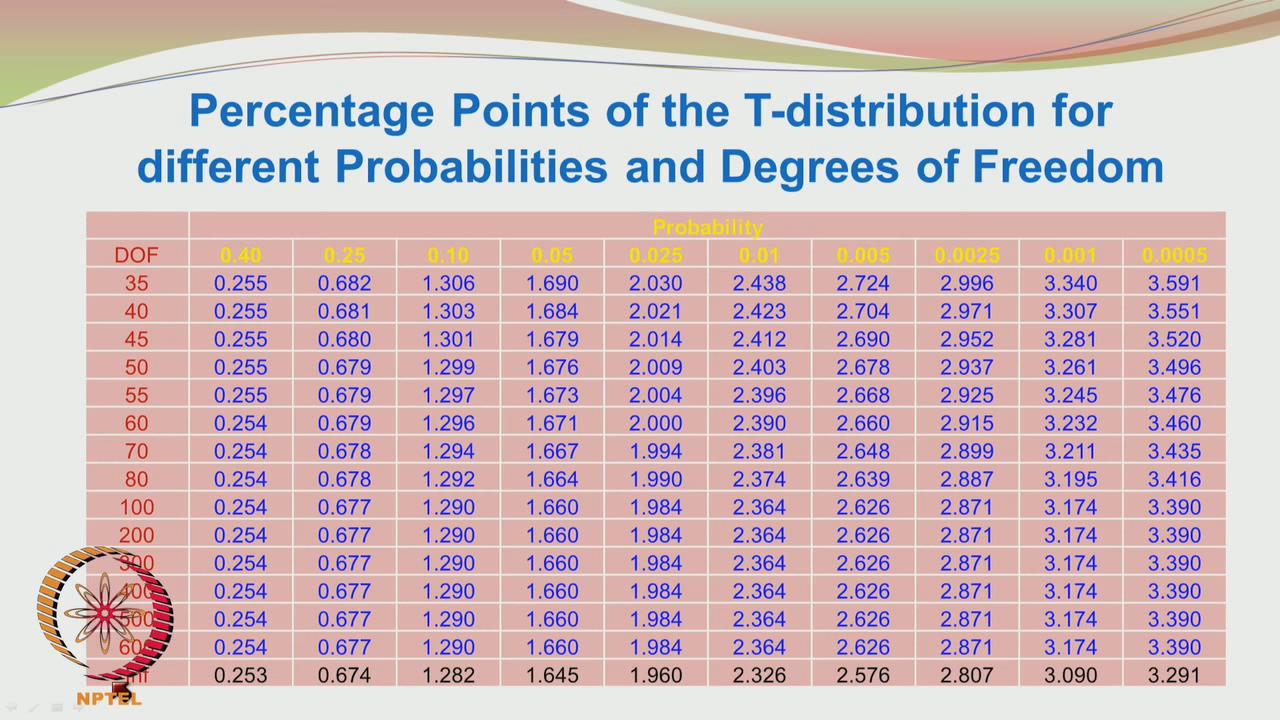 Percentage Points of the T-distribution for
different Probabilities and Degrees of Freedom
Probability
DOF 0.40 0.25 0.10 0.05 0.025 0.01 0.005 0.0025 0.001 0.0005
35 0.255 0.682 1.306 1.690 2.030 2.438 2.724 2.996 3.340 3.591
40 0.255 0.681 1.303 1.684 2.021 2.423 2.704 2.971 3.307 3.551
45 0.255 0.680 1.301 1.679 2.014 2.412 2.690 2.952 3.281 3.520
50 0.255 0.679 1.299 1.676 2.009 2.403 2.678 2.937 3.261 3.496
55 0.255 0.679 1.297 1.673 2.004 2.396 2.668 2.925 3.245 3.476
60 0.254 0.679 1.296 1.671 2.000 2.390 2.660 2.915 3.232 3.460
70 0.254 0.678 1.294 1.667 1.994 2.381 2.648 2.899 3.211 3.435
80 0.254 0.678 1.292 1.664 1.990 2.374 2.639 2.887 3.195 3.416
100 0.254 0.677 1.290 1.660 1.984 2.364 2.626 2.871 3.174 3.390
200 0.254 0.677 1.290 1.660 1.984 2.364 2.626 2.871 3.174 3.390
300 0.254 0.677 1.290 1.660 1.984 2.364 2.626 2.871 3.174 3.390
400 0.254 0.677 1.290 1.660 1.984 2.364 2.626 2.871 3.174 3.390
500 0.254 0.677 1.290 1.660 1.984 2.364 2.626 2.871 3.174 3.390
600 0.254 0.677 1.290 1.660 1.984 2.364 2.626 2.871 3.174 3.390
0.253 0.674 1.282 1.645 1.960 2.326 2.576 2.807 3.090 3.291
NPTEL